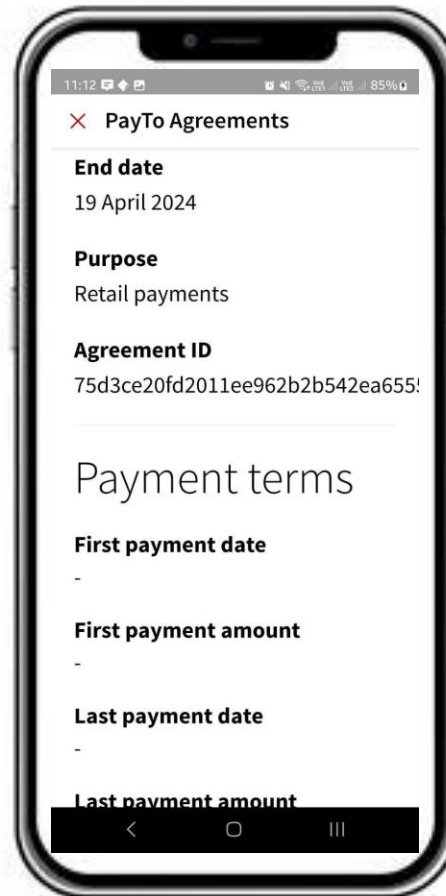 11:12 85%
PayTo Agreements
End date
19 April 2024
Purpose
Retail payments
Agreement ID
75d3ce20fd2011ee962b2b542ea655
Payment terms
First payment date
-
First payment amount
-
Last payment date
-
Last payment amount